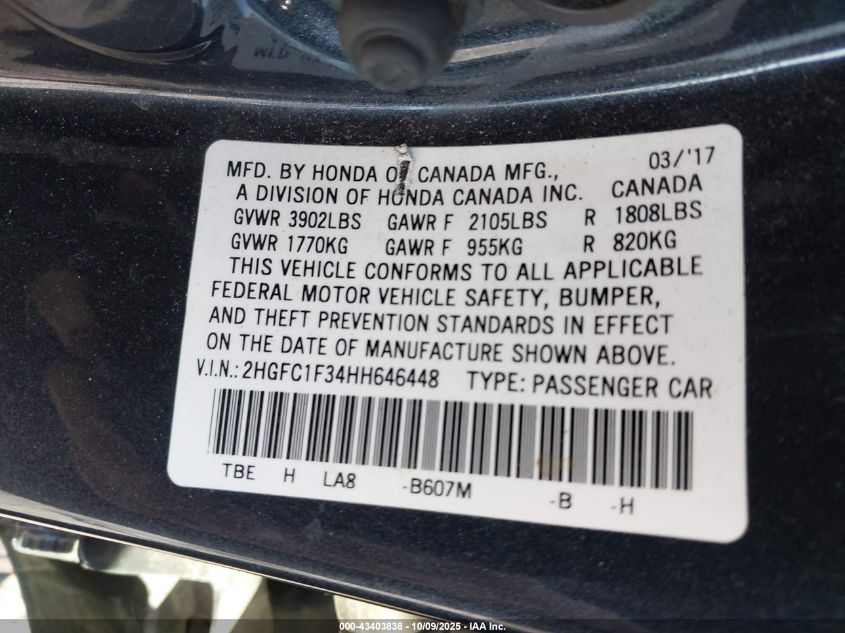 MFD. BY HONDA OF CANADA MFG., 03/'17
A DIVISION OF HONDA CANADA INC. CANADA
GVWR 3902LBS GAWR F 2105LBS R 1808LBS
GVWR 1770KG GAWR F 955KG R 820KG
THIS VEHICLE CONFORMS TO ALL APPLICABLE
FEDERAL MOTOR VEHICLE SAFETY, BUMPER,
AND THEFT PREVENTION STANDARDS IN EFFECT
ON THE DATE OF MANUFACTURE SHOWN ABOVE.
V.I.N.: 2HGFC1F34HH646448 TYPE: PASSENGER CAR
TBE H LA8 -B607M -B -H
000-43403838 - 10/09/2025 - IAA Inc.